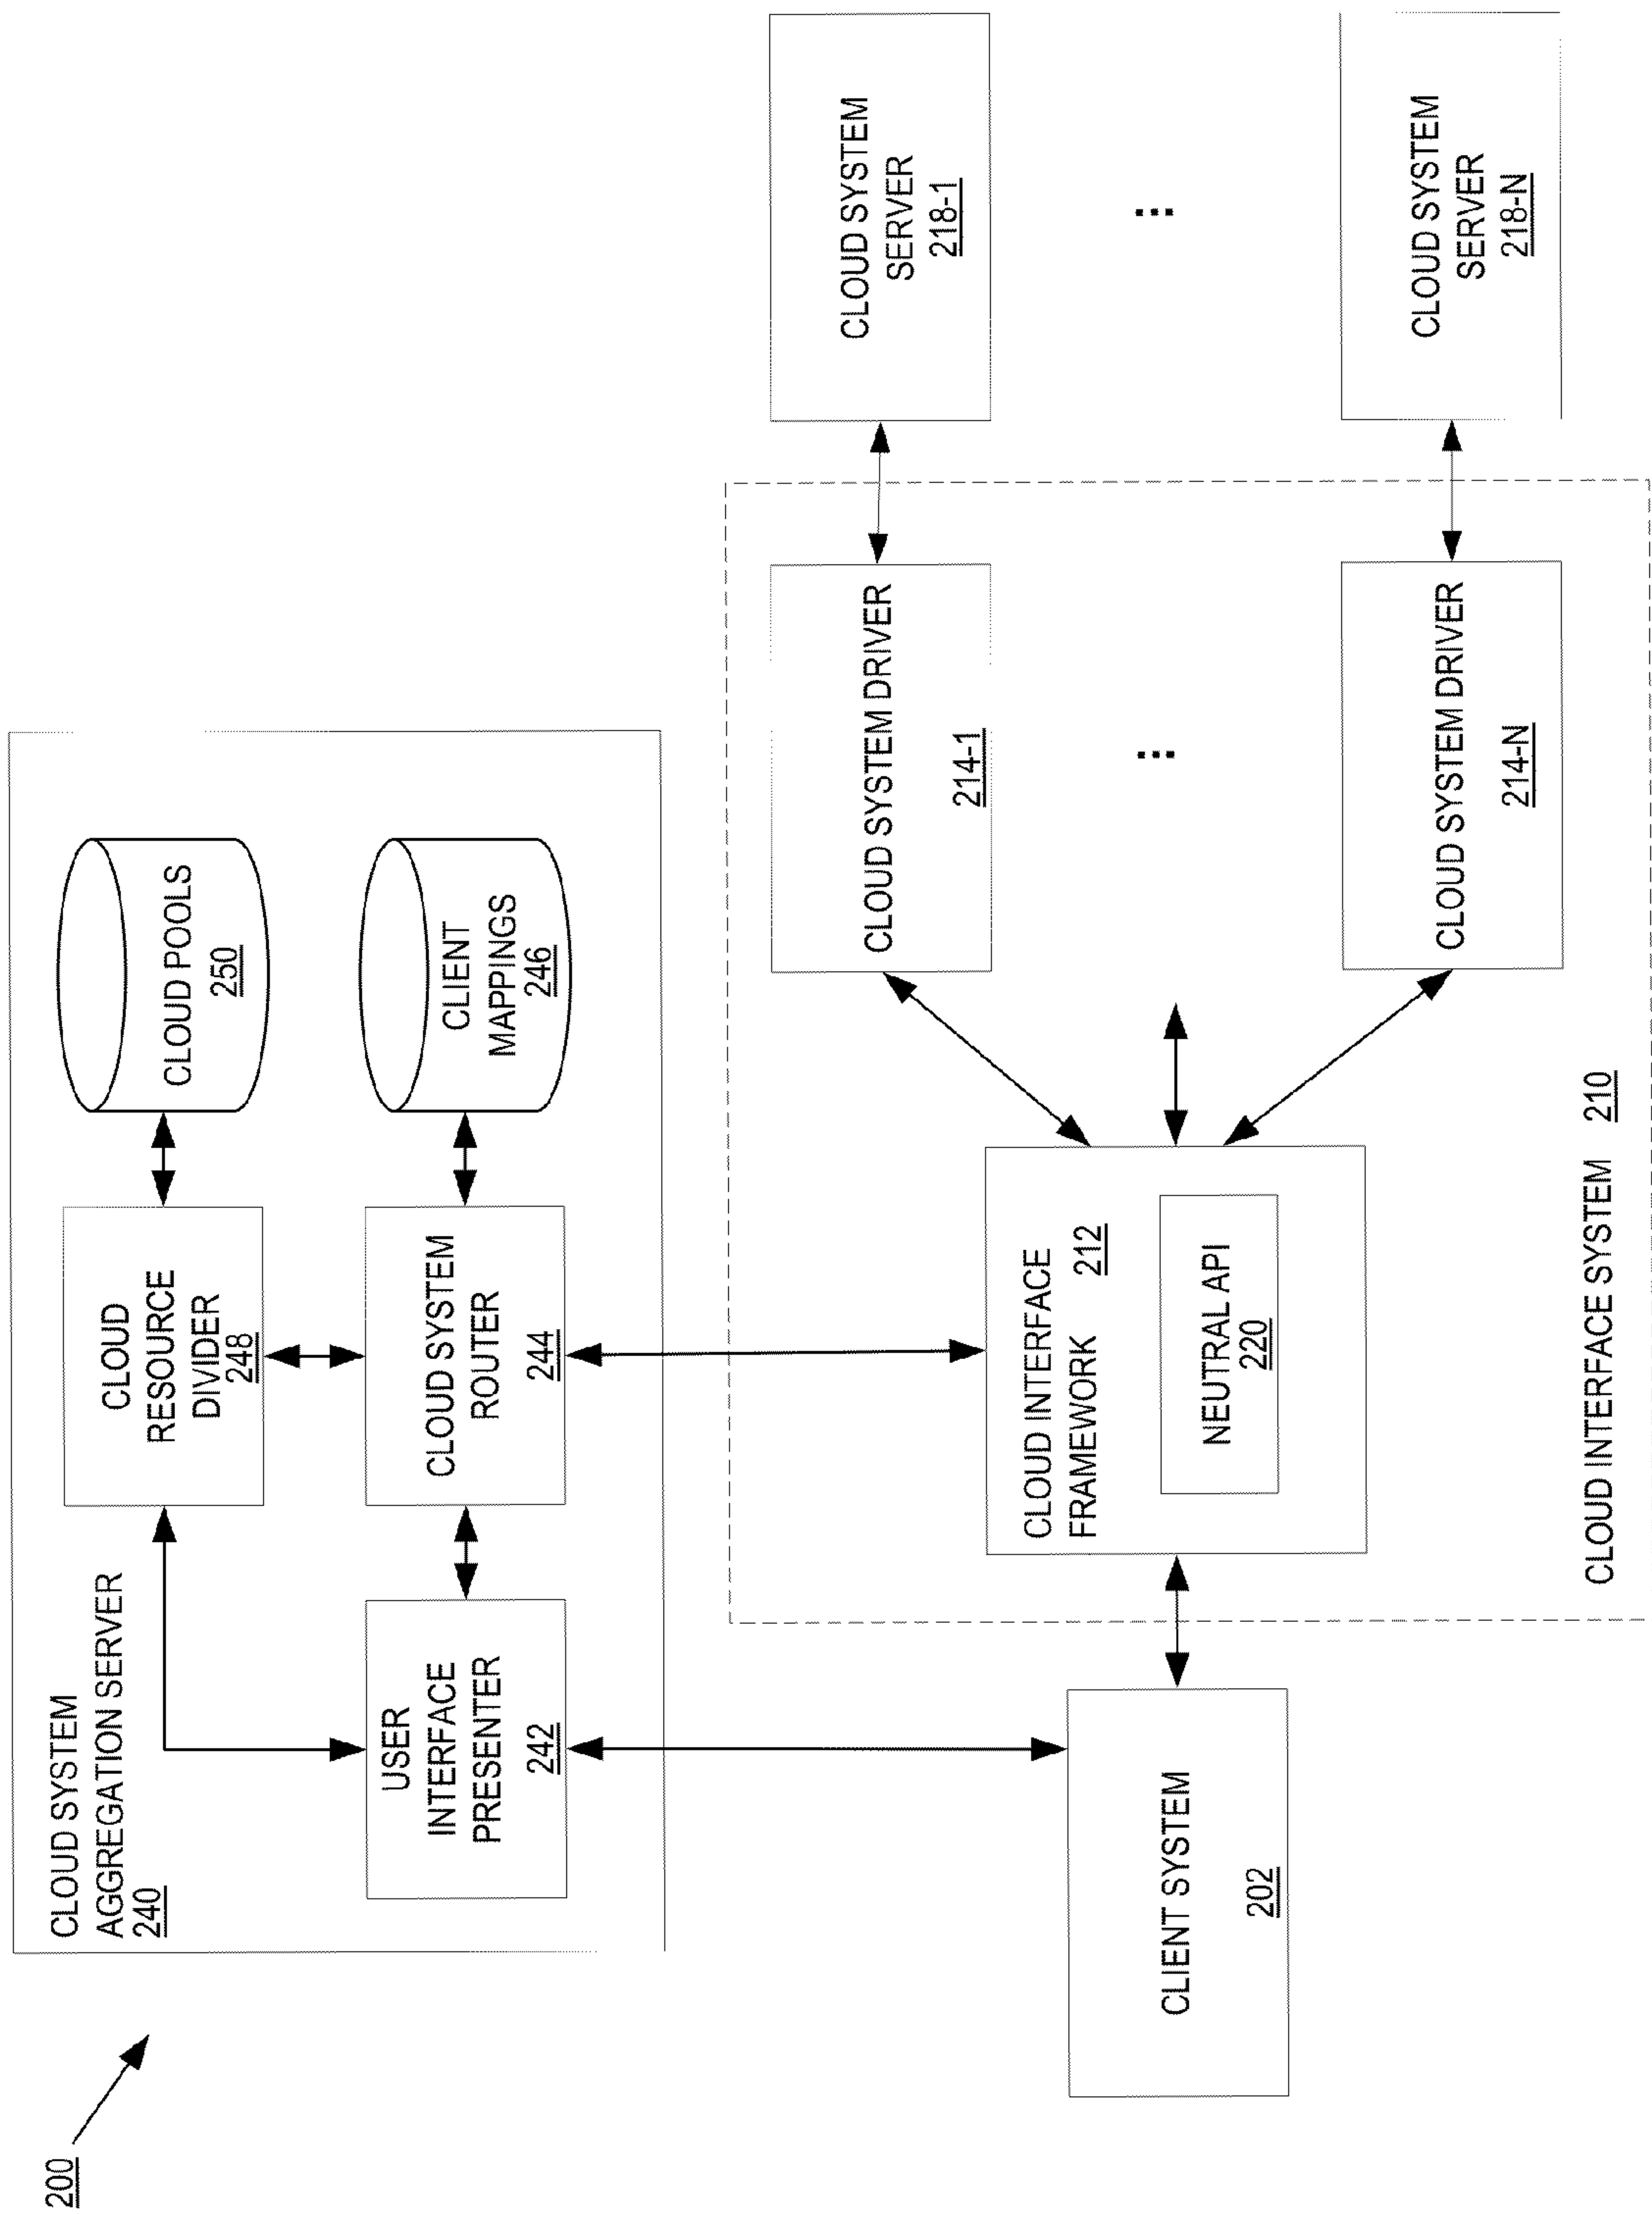 200
CLOUD SYSTEM
AGGREGATION SERVER
240
CLOUD
RESOURCE
DIVIDER
248
CLOUD POOLS
250
USER
INTERFACE
PRESENTER
242
CLOUD SYSTEM
ROUTER
244
CLIENT
MAPPINGS
246
CLIENT SYSTEM
202
CLOUD INTERFACE
FRAMEWORK 212
NEUTRAL API
220
CLOUD SYSTEM DRIVER
214-1
...
CLOUD SYSTEM DRIVER
214-N
CLOUD SYSTEM
SERVER
218-1
...
CLOUD SYSTEM
SERVER
218-N
CLOUD INTERFACE SYSTEM 210